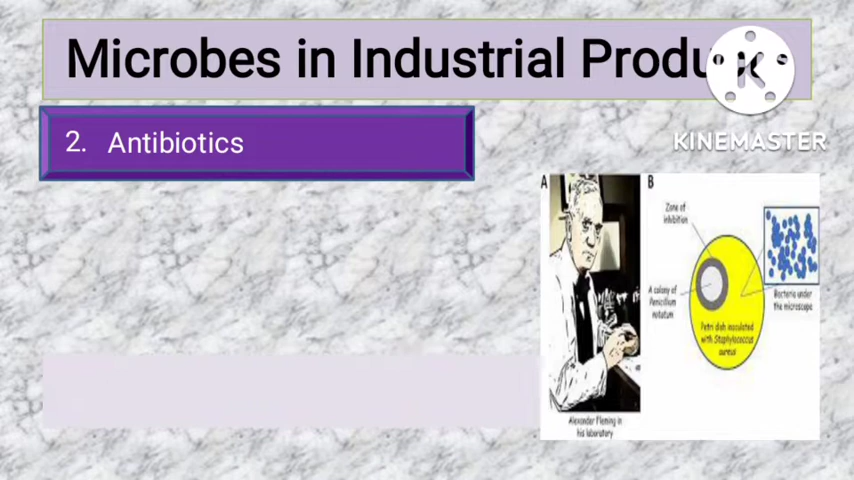 Microbes in Industrial Produ
KINEMASTER
2. Antibiotics
A
B
Zone of
inhibition
A colony of
Penicillium
notatum
Petri dish inoculated
with Staphylococcus
aureus
Bacteria under
the microscope
Alexander Fleming in
his laboratory